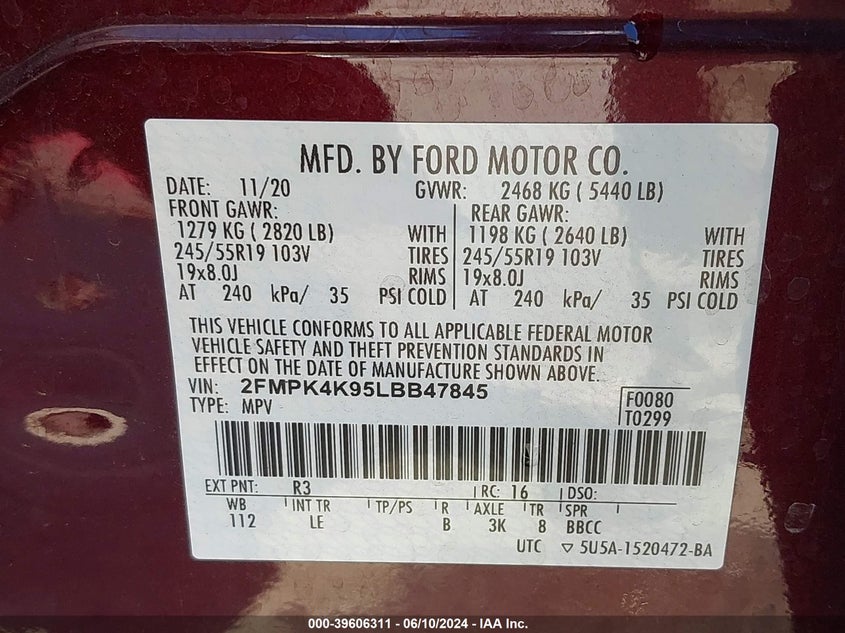 MFD. BY FORD MOTOR CO.
DATE: 11/20 GVWR: 2468 KG ( 5440 LB)
FRONT GAWR: REAR GAWR:
1279 KG ( 2820 LB) WITH 1198 KG ( 2640 LB) WITH
245/55R19 103V TIRES 245/55R19 103V TIRES
19x8.0J RIMS 19x8.0J RIMS
AT 240 kPa/ 35 PSI COLD AT 240 kPa/ 35 PSI COLD
THIS VEHICLE CONFORMS TO ALL APPLICABLE FEDERAL MOTOR
VEHICLE SAFETY AND THEFT PREVENTION STANDARDS IN
EFFECT ON THE DATE OF MANUFACTURE SHOWN ABOVE.
VIN: 2FMPK4K95LBB47845 F0080
TYPE: MPV T0299
EXT PNT: R3 RC: 16 DSO:
WB INT TR TP/PS R AXLE TR SPR
112 LE B 3K 8 BBCC
UTC ▽ 5U5A-1520472-BA
000-39606311 - 06/10/2024 - IAA Inc.